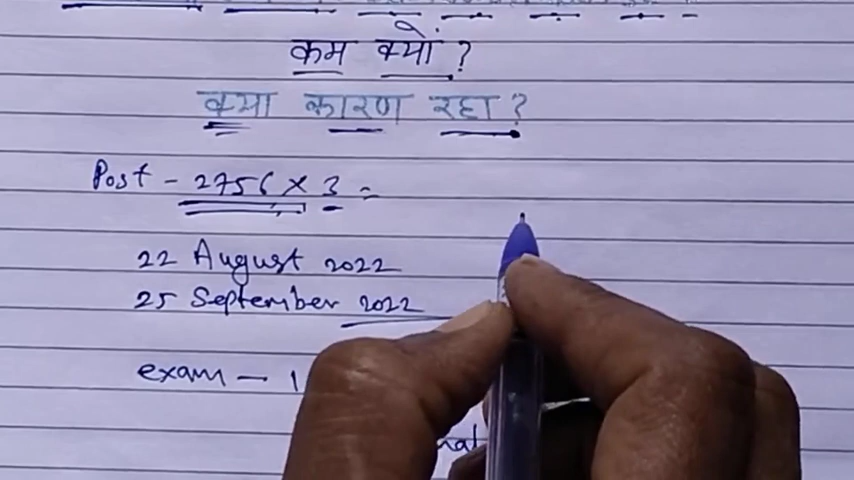 कम क्यों?
क्या कारण रहा?
Post - 2756 × 3 =
22 August 2022
25 September 2022
exam - 1